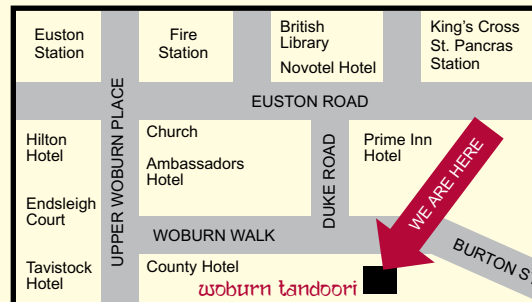 Euston
Station
Fire
Station
British
Library
Novotel Hotel
King's Cross
St. Pancras
Station
EUSTON ROAD
UPPER WOBURN PLACE
Hilton
Hotel
Endsleigh
Court
Tavistock
Hotel
Church
Ambassadors
Hotel
DUKE ROAD
Prime Inn
Hotel
WE ARE HERE
WOBURN WALK
BURTON S
County Hotel
woburn tandoori